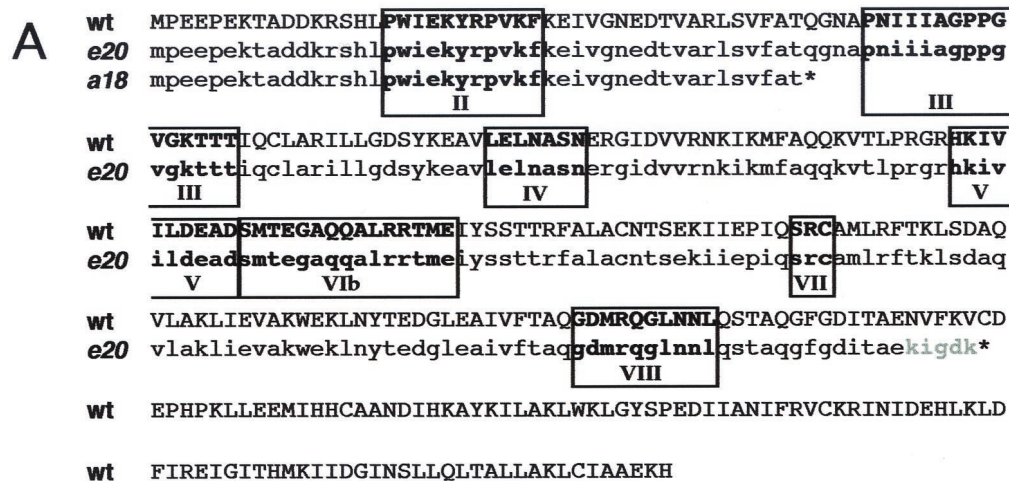 A
wt MPEEPEKTADDKRSHLPWIEKYRPVKFKEIVGNEDTVARLSVFATQGNAPNIIIAGPPG
e20 mpeepektaddkrshlpwiekyrpvkfkeivgnedtvarlsvfatqgnapniiiagppg
a18 mpeepektaddkrshlpwiekyrpvkfkeivgnedtvarlsvfat*
II III
wt VGKTTTIQCLARILLGDSYKEAVLELNASNERGIDVVRNKIKMFAQQKVTLPRGRHKIV
e20 vgktttiqclarillgdsykeavlelnasnergidvvrnkikmfaqqkvtlprgrhkiv
III IV V
wt ILDEADSMTEGAQQALRRTMEIYSSTTRFALACNTSEKIIEPIQSRCAMLRFTKLSDAQ
e20 ildeadsmtegaqqalrrtmeiysSttrfalacntsekiiepiqsrcamlrftklsdaq
V VIb VII
wt VLAKLIEVAKWEKLNYTEDGLEAIVFTAQGDMRQGLNNLQSTAQGFGDITAENVFKVCD
e20 vlaklievakweklnytedgleaivftaqgdmrqglnnlqstaqgfgditaekigdk*
VIII
wt EPHPKLLEEMIHHCAANDIHKAYKILAKLWKLGYSPEDIIANIFRVCKRINIDEHLKLD
wt FIREIGITHMKIIDGINSLLQLTALLAKLCIAAEKH